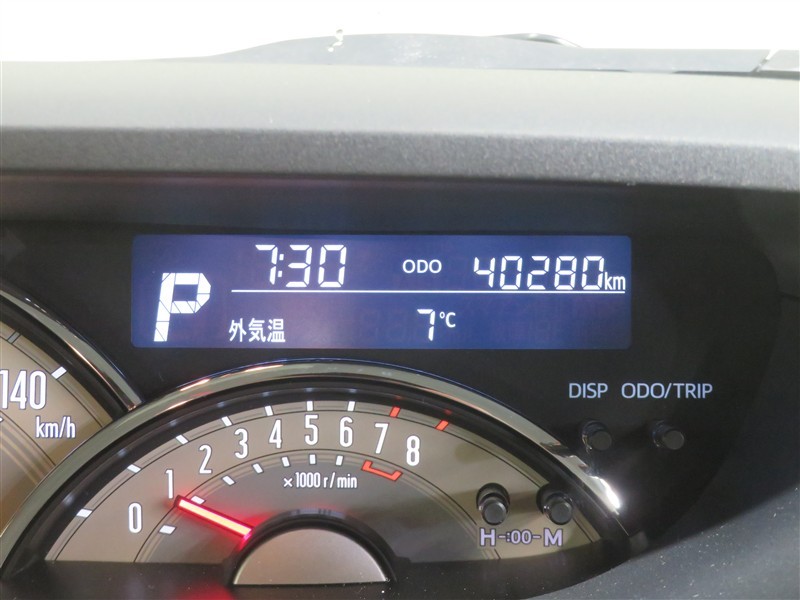 7:30 ODO 40280km
P
外気温 7℃
DISP ODO/TRIP
140
km/h
0 1 2 3 4 5 6 7 8
×1000 r/min
H-:00-M